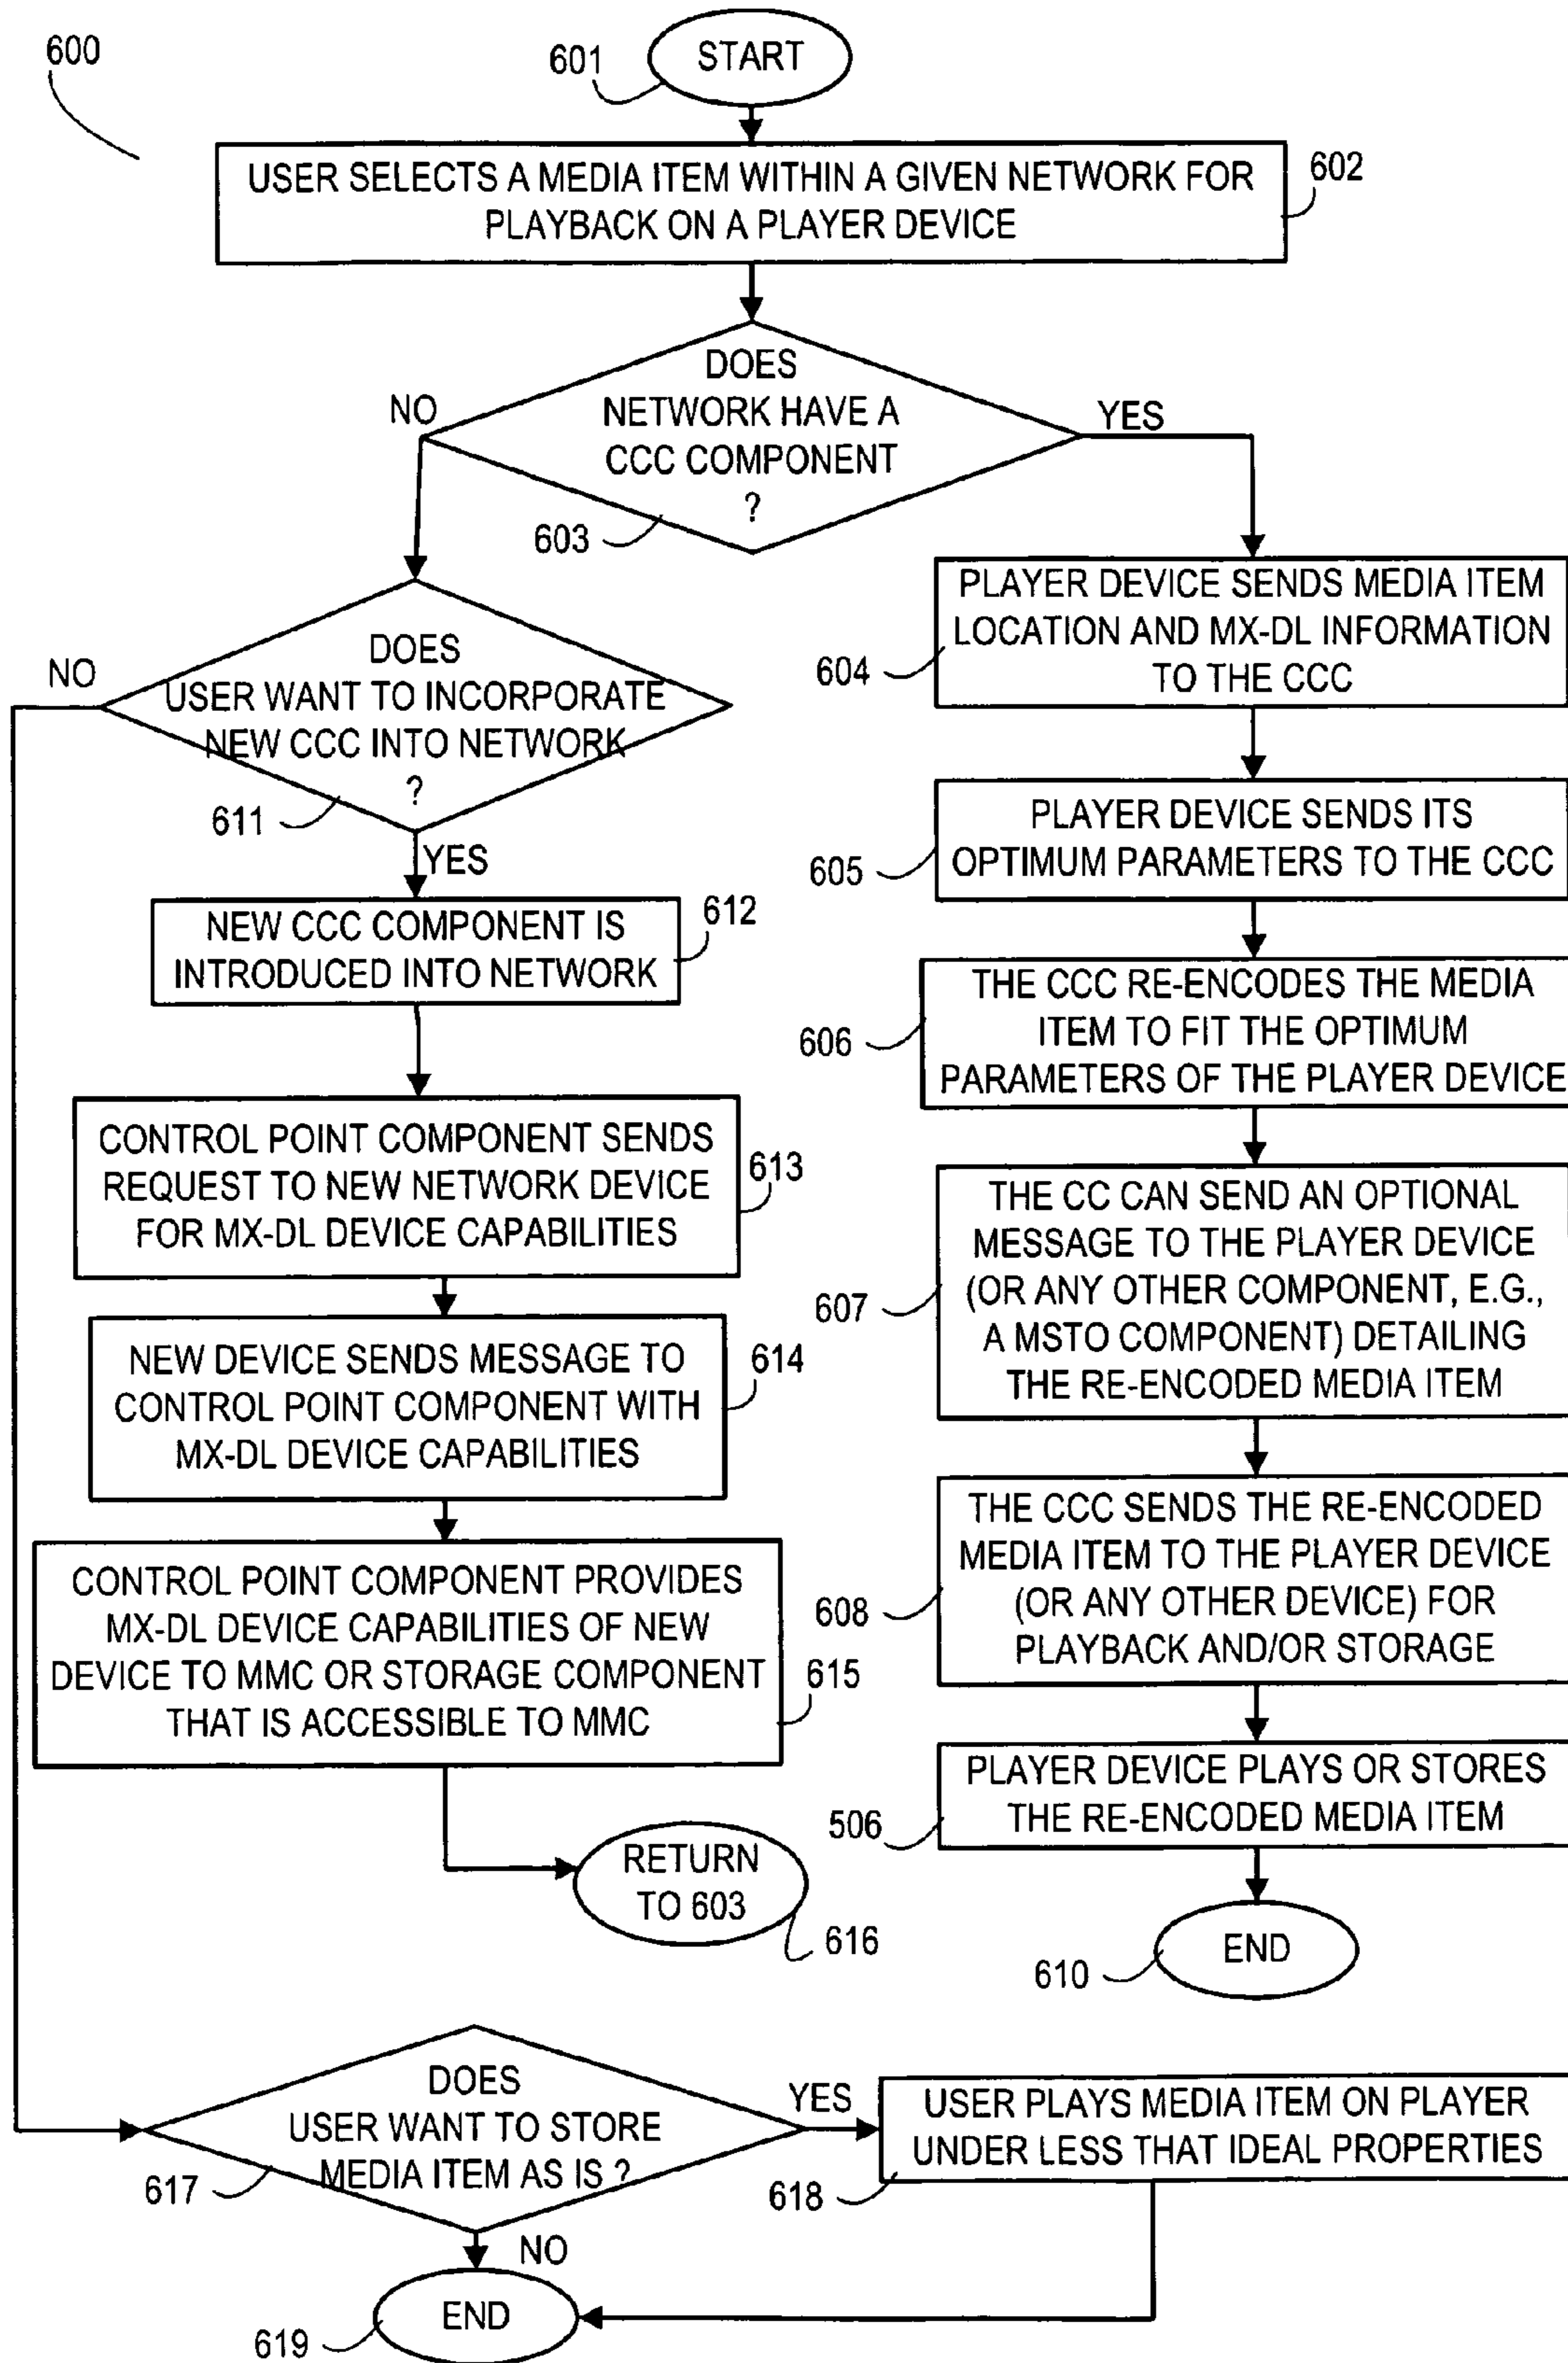 600
601
START
USER SELECTS A MEDIA ITEM WITHIN A GIVEN NETWORK FOR
PLAYBACK ON A PLAYER DEVICE
602
DOES
NETWORK HAVE A
CCC COMPONENT
?
NO
YES
603
PLAYER DEVICE SENDS MEDIA ITEM
LOCATION AND MX-DL INFORMATION
TO THE CCC
604
PLAYER DEVICE SENDS ITS
OPTIMUM PARAMETERS TO THE CCC
605
THE CCC RE-ENCODES THE MEDIA
ITEM TO FIT THE OPTIMUM
PARAMETERS OF THE PLAYER DEVICE
606
THE CC CAN SEND AN OPTIONAL
MESSAGE TO THE PLAYER DEVICE
(OR ANY OTHER COMPONENT, E.G.,
A MSTO COMPONENT) DETAILING
THE RE-ENCODED MEDIA ITEM
607
THE CCC SENDS THE RE-ENCODED
MEDIA ITEM TO THE PLAYER DEVICE
(OR ANY OTHER DEVICE) FOR
PLAYBACK AND/OR STORAGE
608
PLAYER DEVICE PLAYS OR STORES
THE RE-ENCODED MEDIA ITEM
506
END
610
DOES
USER WANT TO INCORPORATE
NEW CCC INTO NETWORK
?
NO
611
YES
NEW CCC COMPONENT IS
INTRODUCED INTO NETWORK
612
CONTROL POINT COMPONENT SENDS
REQUEST TO NEW NETWORK DEVICE
FOR MX-DL DEVICE CAPABILITIES
613
NEW DEVICE SENDS MESSAGE TO
CONTROL POINT COMPONENT WITH
MX-DL DEVICE CAPABILITIES
614
CONTROL POINT COMPONENT PROVIDES
MX-DL DEVICE CAPABILITIES OF NEW
DEVICE TO MMC OR STORAGE COMPONENT
THAT IS ACCESSIBLE TO MMC
615
RETURN
TO 603
616
DOES
USER WANT TO STORE
MEDIA ITEM AS IS ?
617
YES
USER PLAYS MEDIA ITEM ON PLAYER
UNDER LESS THAT IDEAL PROPERTIES
618
NO
END
619